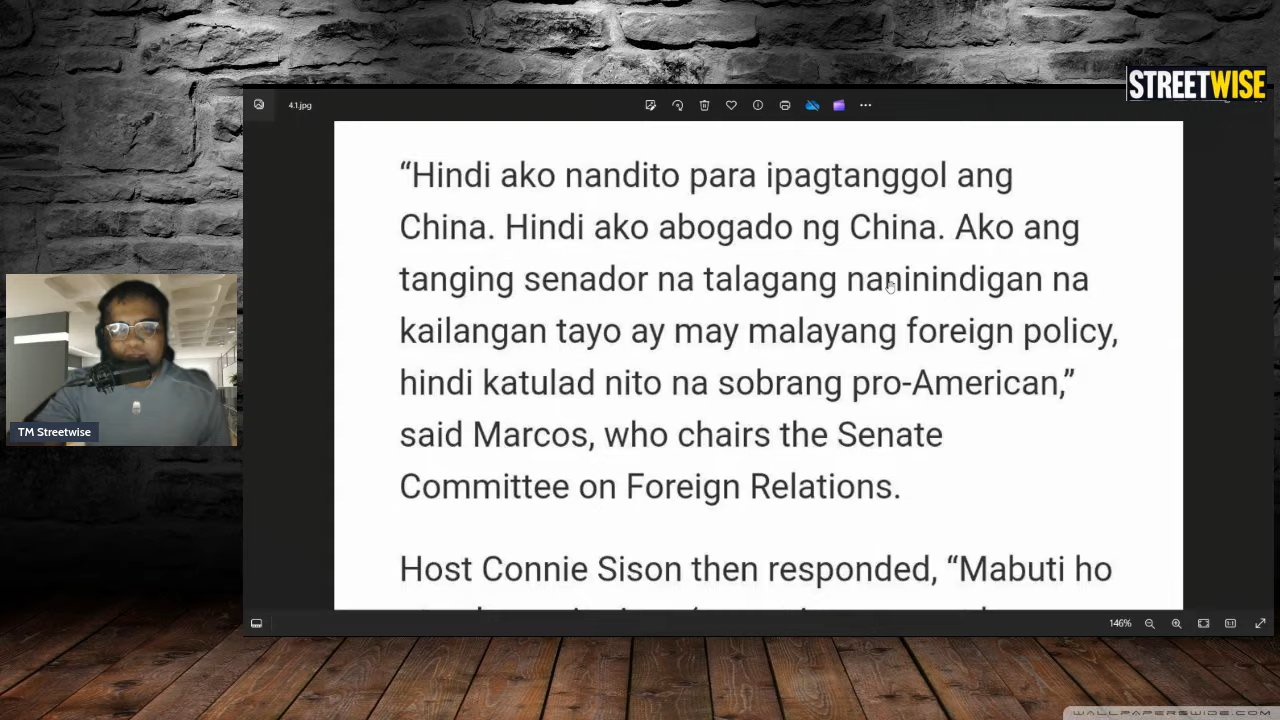 STREETWISE
4.1.jpg
“Hindi ako nandito para ipagtanggol ang
China. Hindi ako abogado ng China. Ako ang
tanging senador na talagang naninindigan na
kailangan tayo ay may malayang foreign policy,
hindi katulad nito na sobrang pro-American,”
said Marcos, who chairs the Senate
Committee on Foreign Relations.
Host Connie Sison then responded, “Mabuti ho
TM Streetwise
146%
WALLPAPERSWIDE.COM